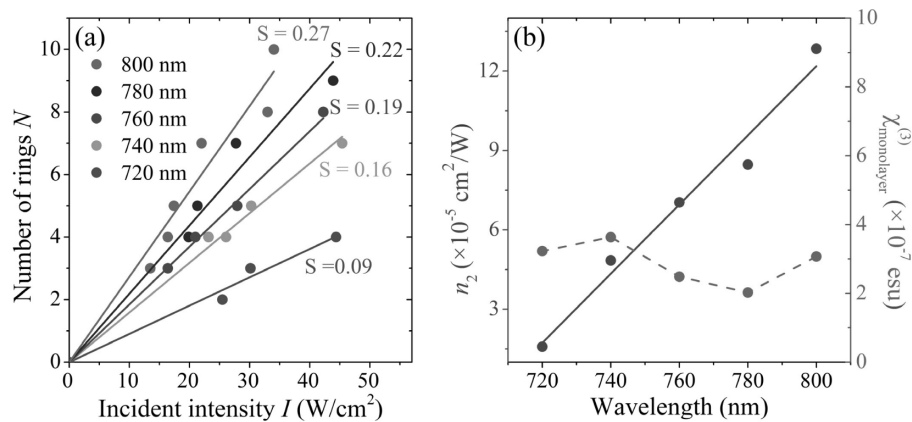 (a)
S = 0.27
S = 0.22
S = 0.19
S = 0.16
S = 0.09
800 nm
780 nm
760 nm
740 nm
720 nm
10
8
6
4
2
0
Number of rings N
0 10 20 30 40 50
Incident intensity I (W/cm²)
(b)
12
9
6
3
n₂ (×10⁻⁵ cm²/W)
10
8
6
4
2
0
χ⁽³⁾monolayer (×10⁻⁷ esu)
720 740 760 780 800
Wavelength (nm)